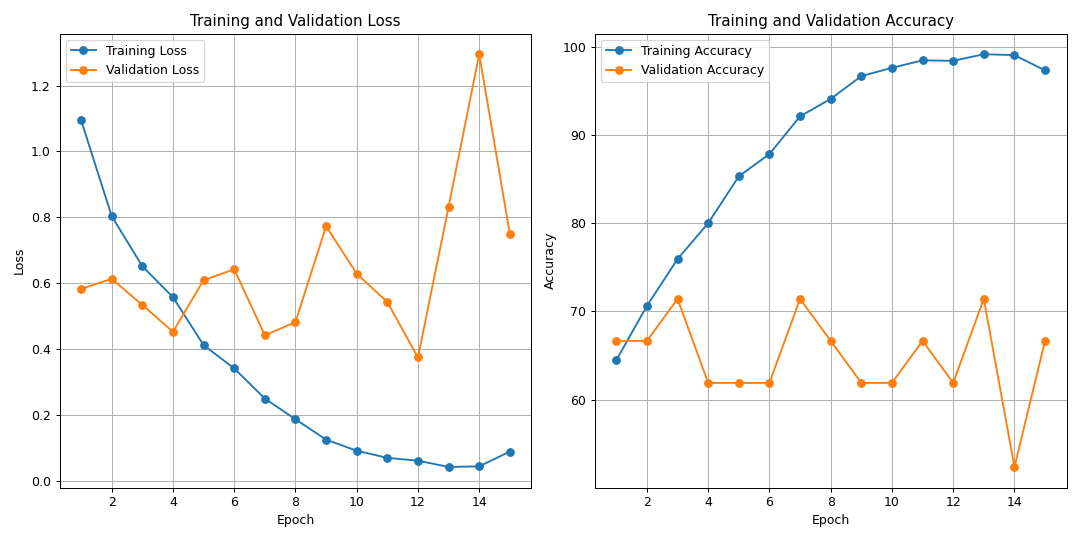 Training and Validation Loss
Training Loss
Validation Loss
1.2
1.0
0.8
0.6
0.4
0.2
0.0
Loss
2 4 6 8 10 12 14
Epoch
Training and Validation Accuracy
Training Accuracy
Validation Accuracy
100
90
80
70
60
Accuracy
2 4 6 8 10 12 14
Epoch